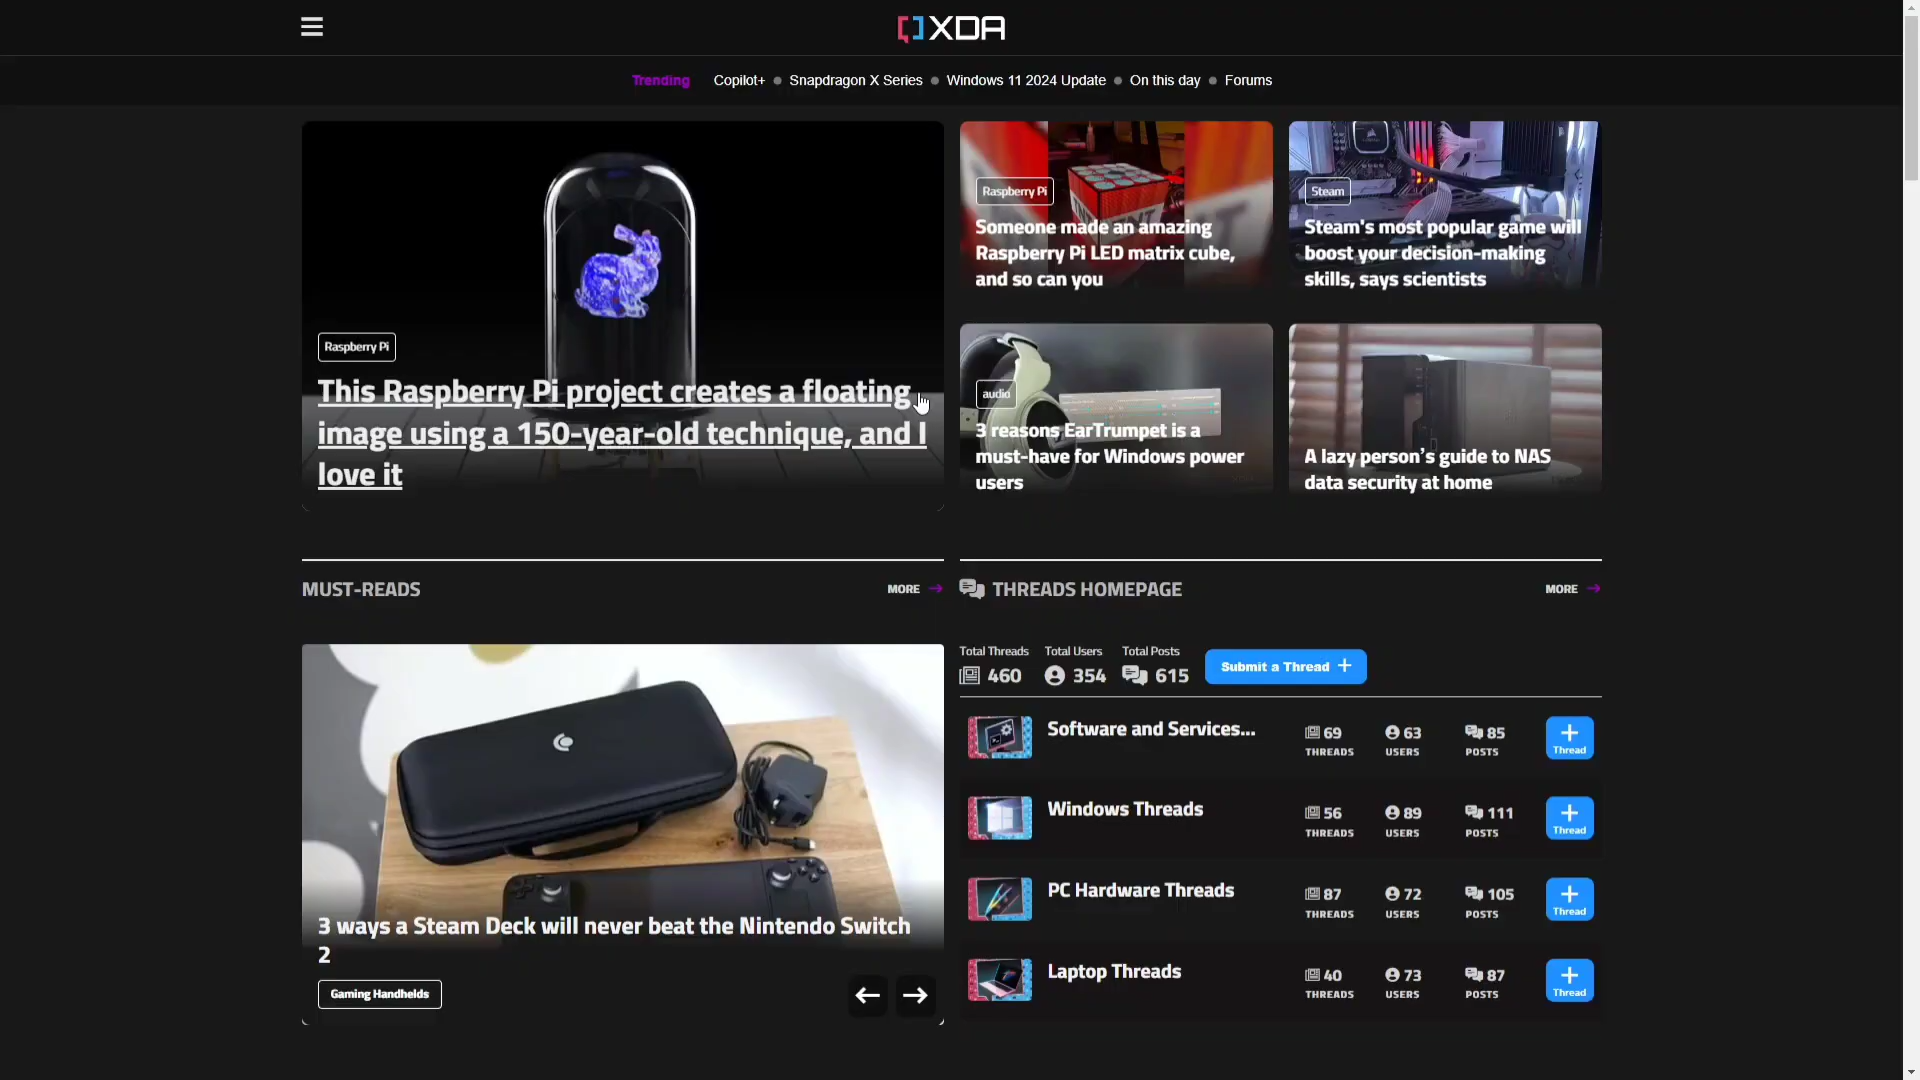 XDA
Trending Copilot+ Snapdragon X Series Windows 11 2024 Update On this day Forums
Raspberry Pi
This Raspberry Pi project creates a floating
image using a 150-year-old technique, and I
love it
Raspberry Pi
Someone made an amazing
Raspberry Pi LED matrix cube,
and so can you
Steam
Steam's most popular game will
boost your decision-making
skills, says scientists
audio
3 reasons EarTrumpet is a
must-have for Windows power
users
A lazy person’s guide to NAS
data security at home
MUST-READS
MORE
3 ways a Steam Deck will never beat the Nintendo Switch
2
Gaming Handhelds
THREADS HOMEPAGE
MORE
Total Threads Total Users Total Posts
460 354 615 Submit a Thread
Software and Services... 69 63 85
THREADS USERS POSTS Thread
Windows Threads 56 89 111
THREADS USERS POSTS Thread
PC Hardware Threads 87 72 105
THREADS USERS POSTS Thread
Laptop Threads 40 73 87
THREADS USERS POSTS Thread